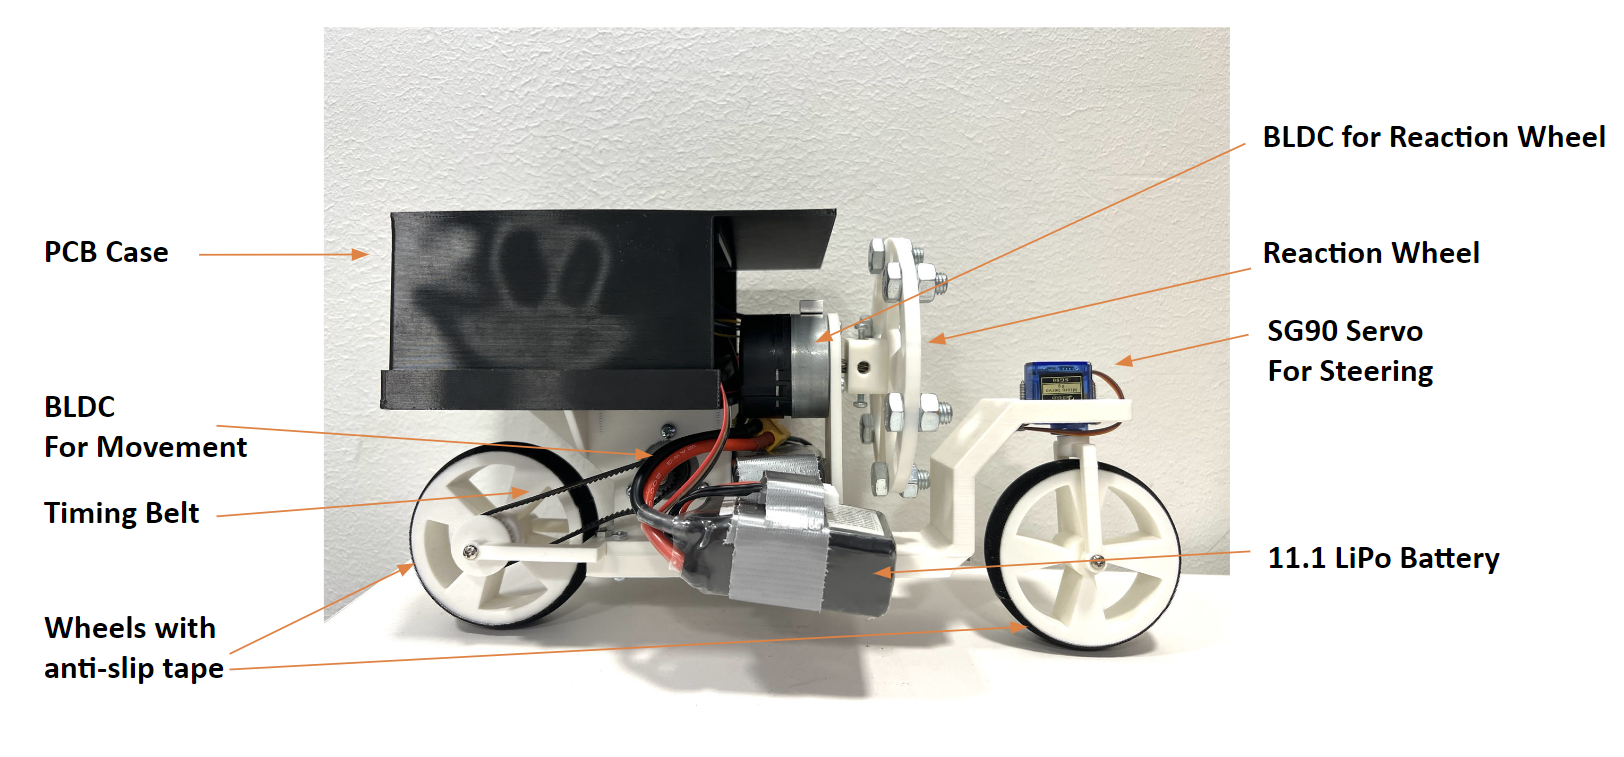 PCB Case
BLDC
For Movement
Timing Belt
Wheels with
anti-slip tape
BLDC for Reaction Wheel
Reaction Wheel
SG90 Servo
For Steering
11.1 LiPo Battery